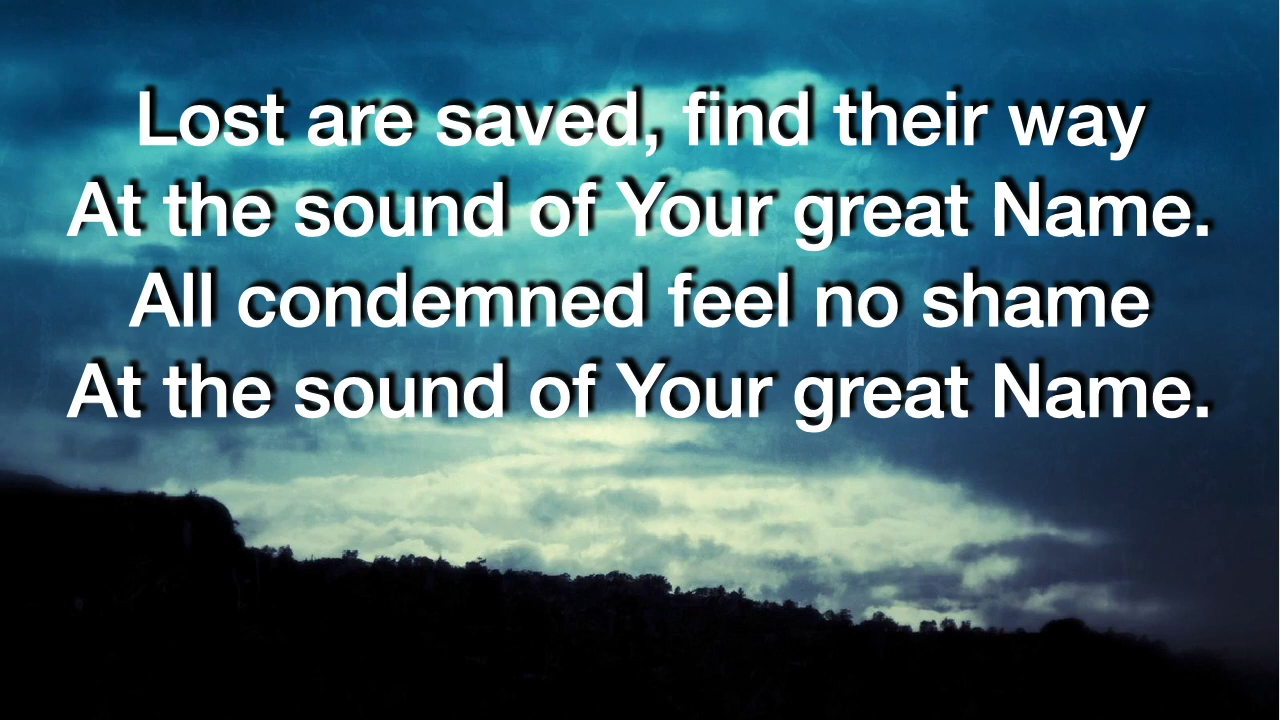 Lost are saved, find their way
At the sound of Your great Name.
All condemned feel no shame
At the sound of Your great Name.